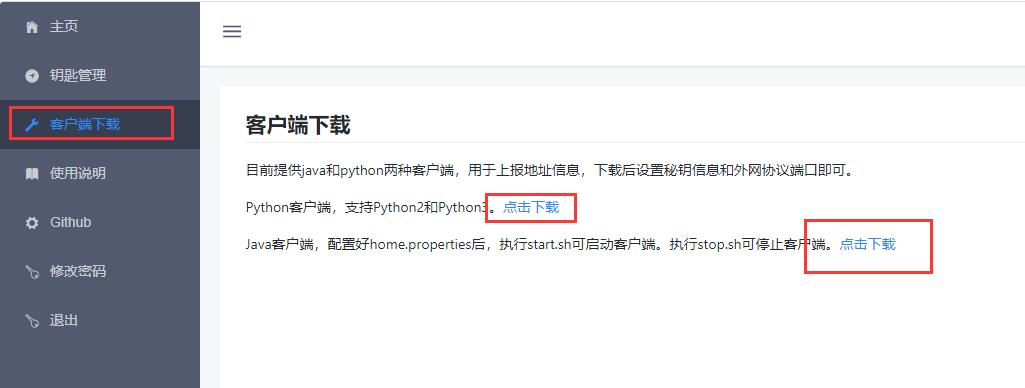 主页
钥匙管理
客户端下载
使用说明
Github
修改密码
退出
客户端下载
目前提供java和python两种客户端，用于上报地址信息，下载后设置秘钥信息和外网协议端口即可。
Python客户端，支持Python2和Python3。点击下载
Java客户端，配置好home.properties后，执行start.sh可启动客户端。执行stop.sh可停止客户端。点击下载